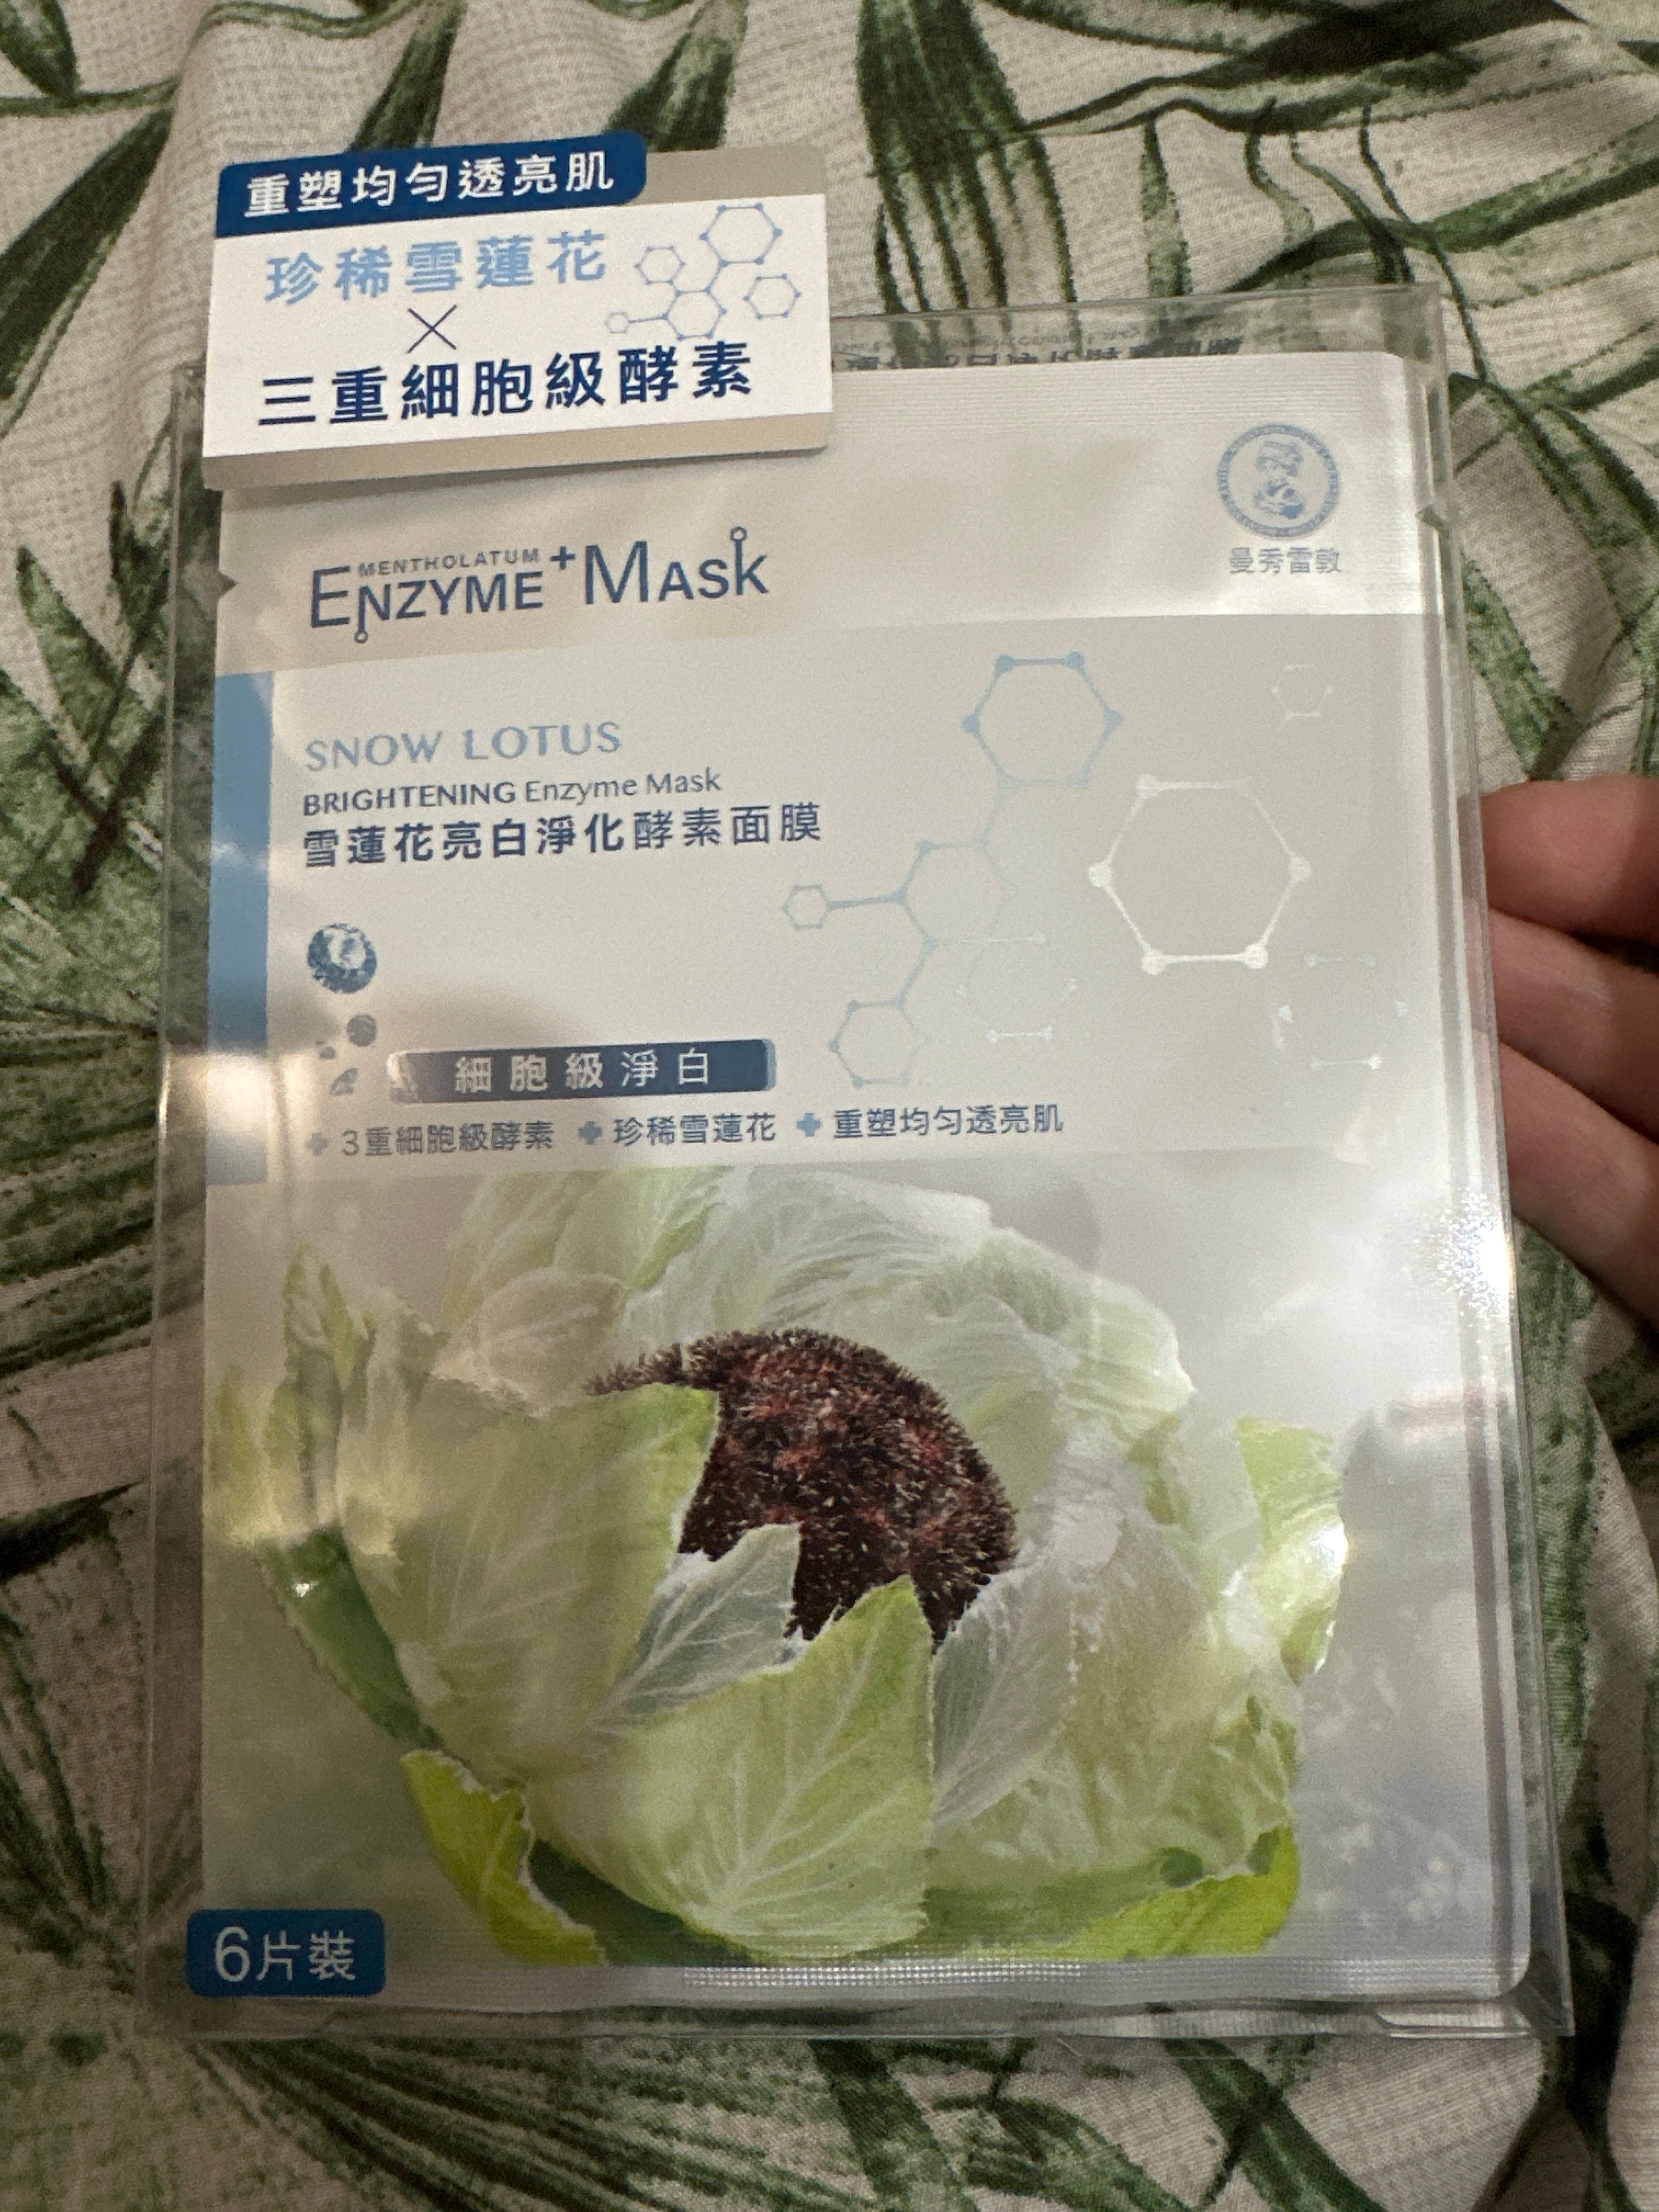 重塑均勻透亮肌
珍稀雪蓮花
×
三重細胞級酵素
曼秀雷敦
MENTHOLATUM
ENZYME+MASK
SNOW LOTUS
BRIGHTENING Enzyme Mask
雪蓮花亮白淨化酵素面膜
細胞級淨白
+ 3重細胞級酵素 + 珍稀雪蓮花 + 重塑均勻透亮肌
6片裝